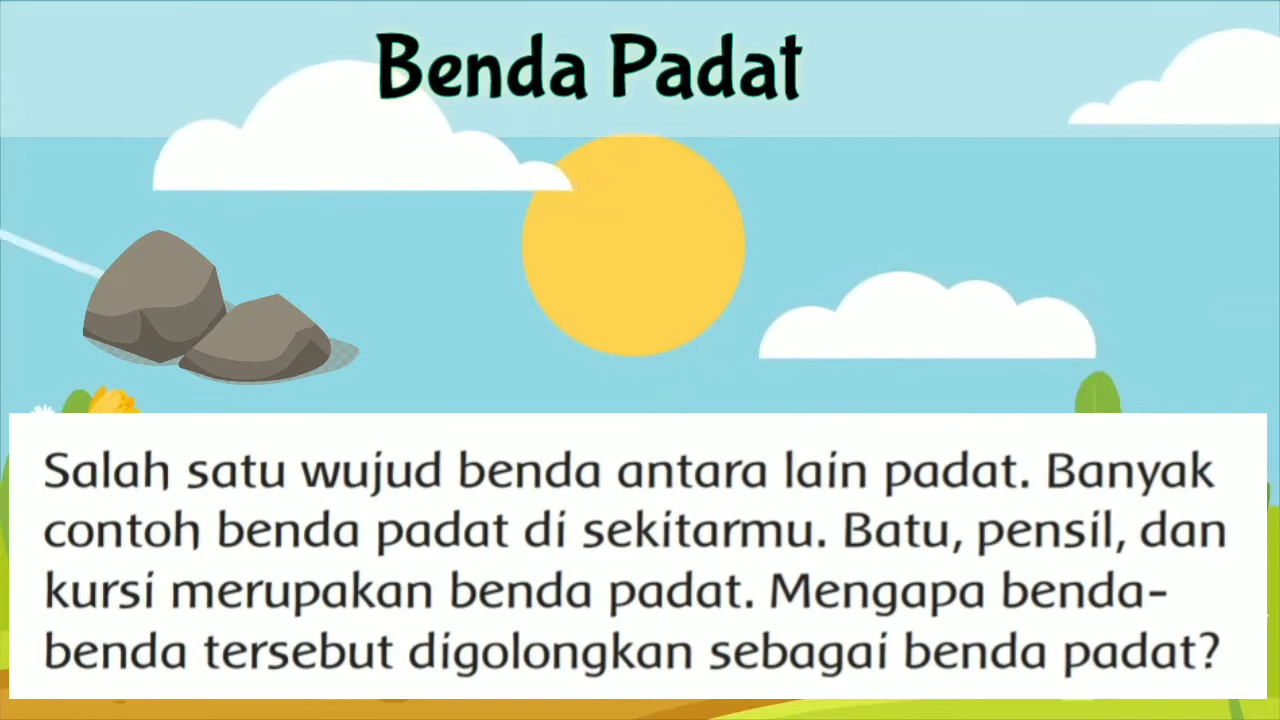 Benda Padat
Salah satu wujud benda antara lain padat. Banyak
contoh benda padat di sekitarmu. Batu, pensil, dan
kursi merupakan benda padat. Mengapa benda-
benda tersebut digolongkan sebagai benda padat?